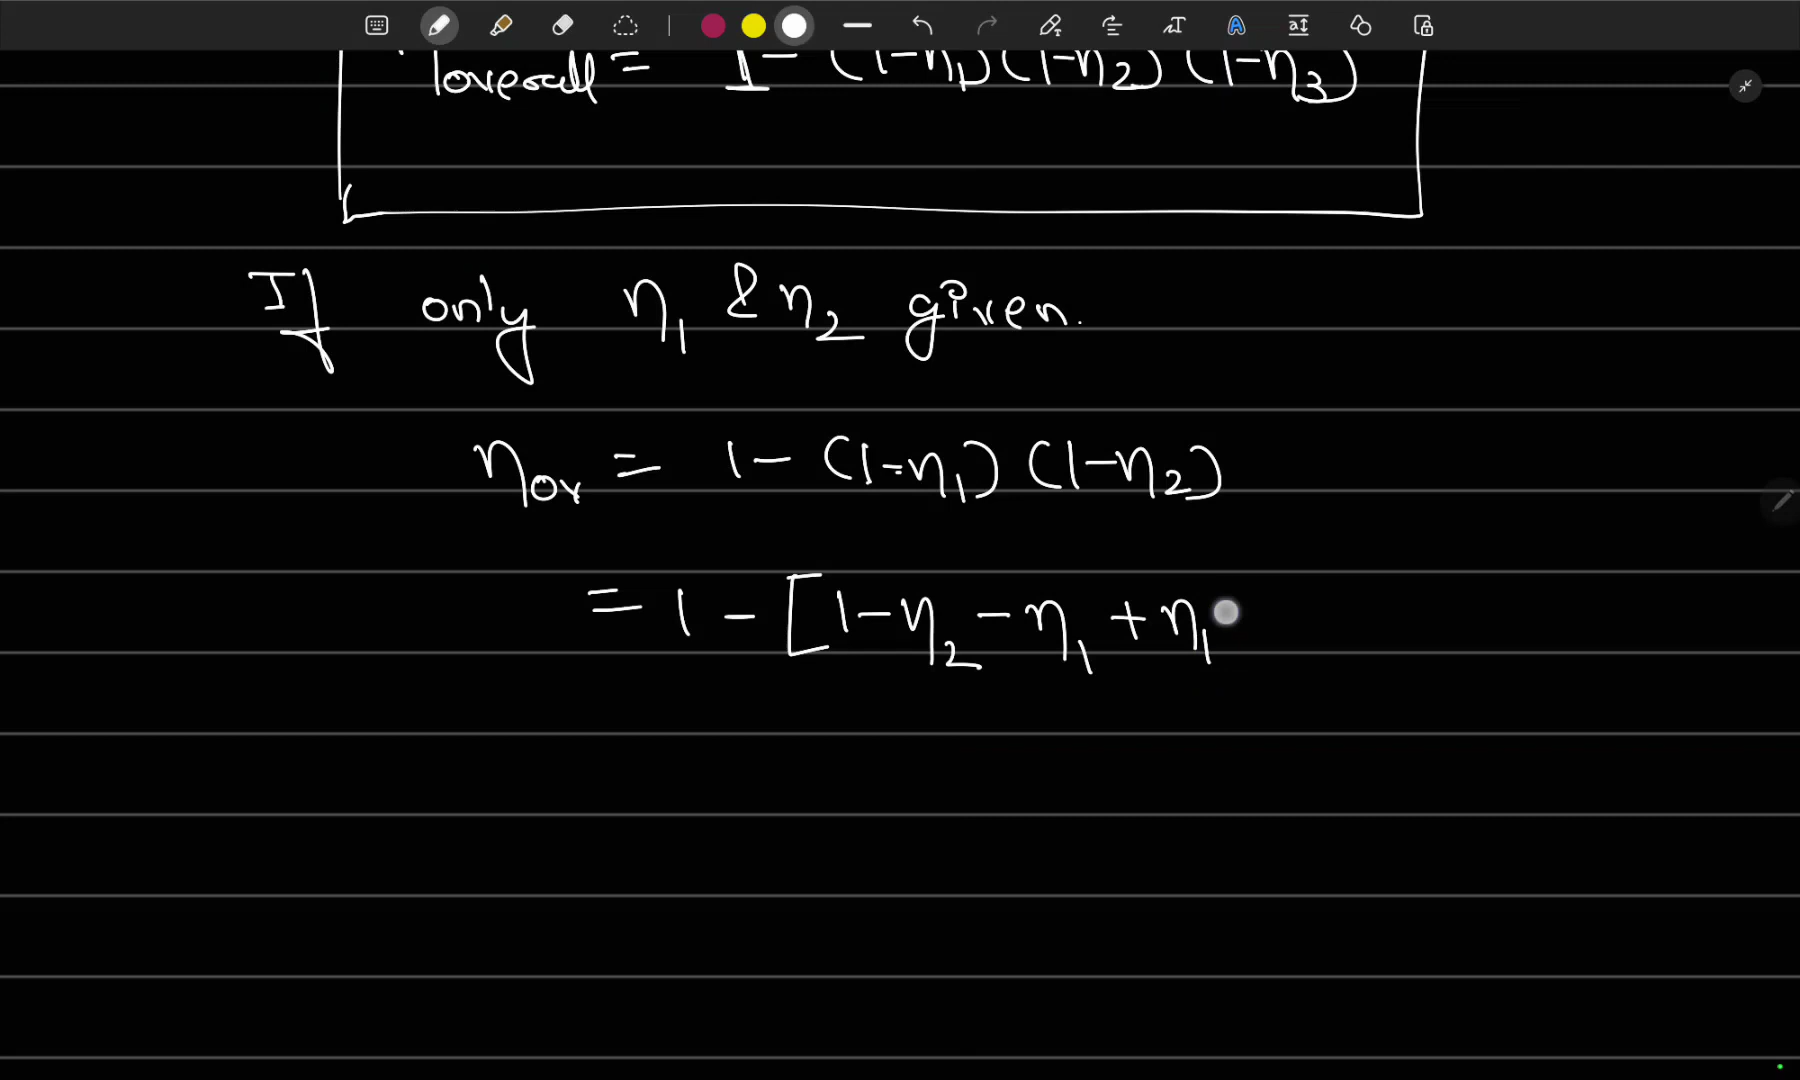 ηoverall = 1 - (1-η1)(1-η2)(1-η3)
If only η1 & η2 given.
ηov = 1 - (1-η1)(1-η2)
= 1 - [1 - η2 - η1 + η1